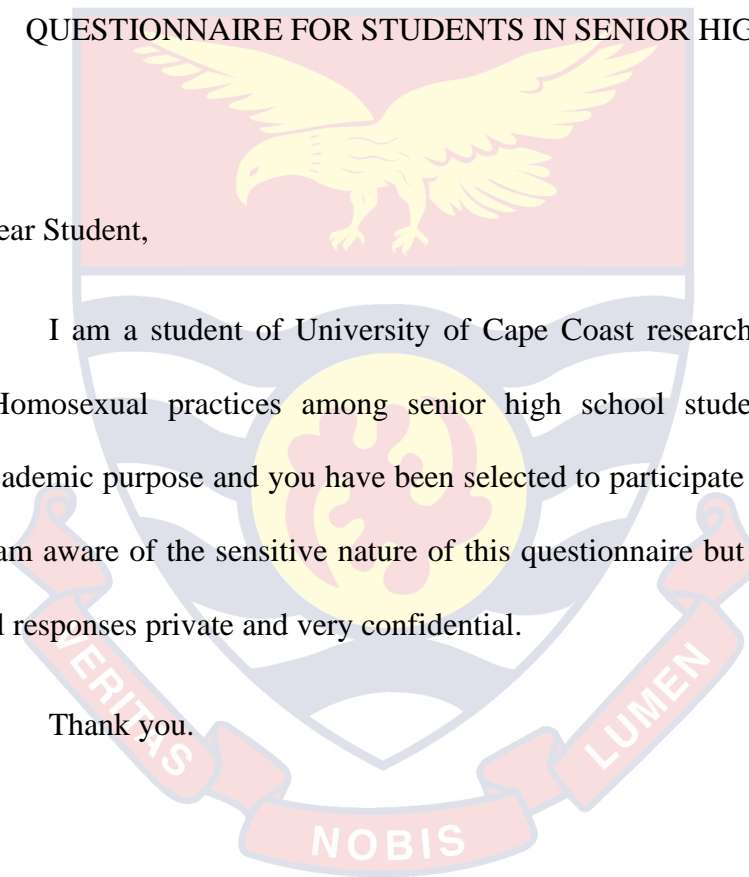 QUESTIONNAIRE FOR STUDENTS IN SENIOR HIG
ear Student,
I am a student of University of Cape Coast research
Homosexual practices among senior high school stude
cademic purpose and you have been selected to participate
am aware of the sensitive nature of this questionnaire but
l responses private and very confidential.
Thank you.
VERITAS
NOBIS
LUMEN